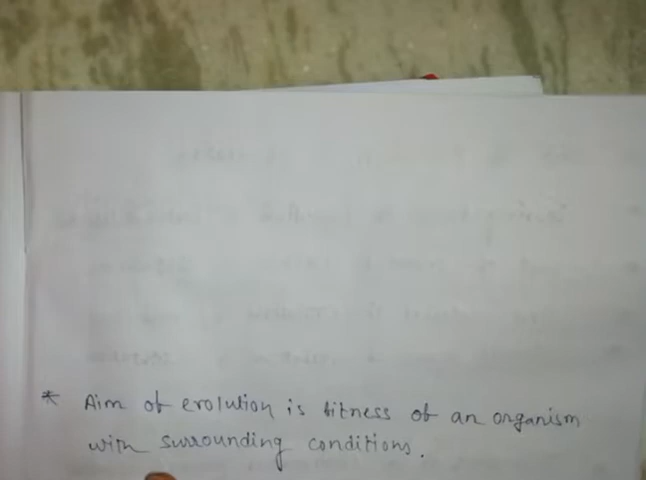 * Aim of evolution is fitness of an organism
with surrounding conditions.